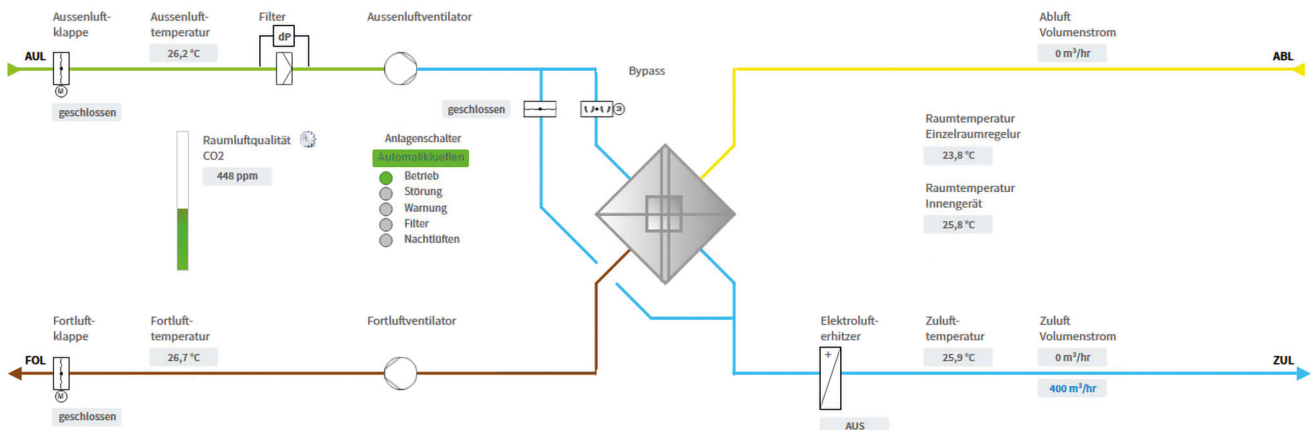 Aussenluft-
klappe
Aussenluft-
temperatur
Filter
Aussenluftventilator
Abluft
Volumenstrom
26,2 °C
dP
0 m³/hr
AUL
Bypass
ABL
M
geschlossen
geschlossen
M
Raumluftqualität
CO2
448 ppm
Anlagenschalter
Automatiklueften
Betrieb
Störung
Warnung
Filter
Nachtlüften
Raumtemperatur
Einzelraumregelur
23,8 °C
Raumtemperatur
Innengerät
25,8 °C
Fortluft-
klappe
Fortluft-
temperatur
Fortluftventilator
Elektroluft-
erhitzer
Zuluft-
temperatur
Zuluft
Volumenstrom
FOL
26,7 °C
+
25,9 °C
0 m³/hr
ZUL
400 m³/hr
M
geschlossen
AUS